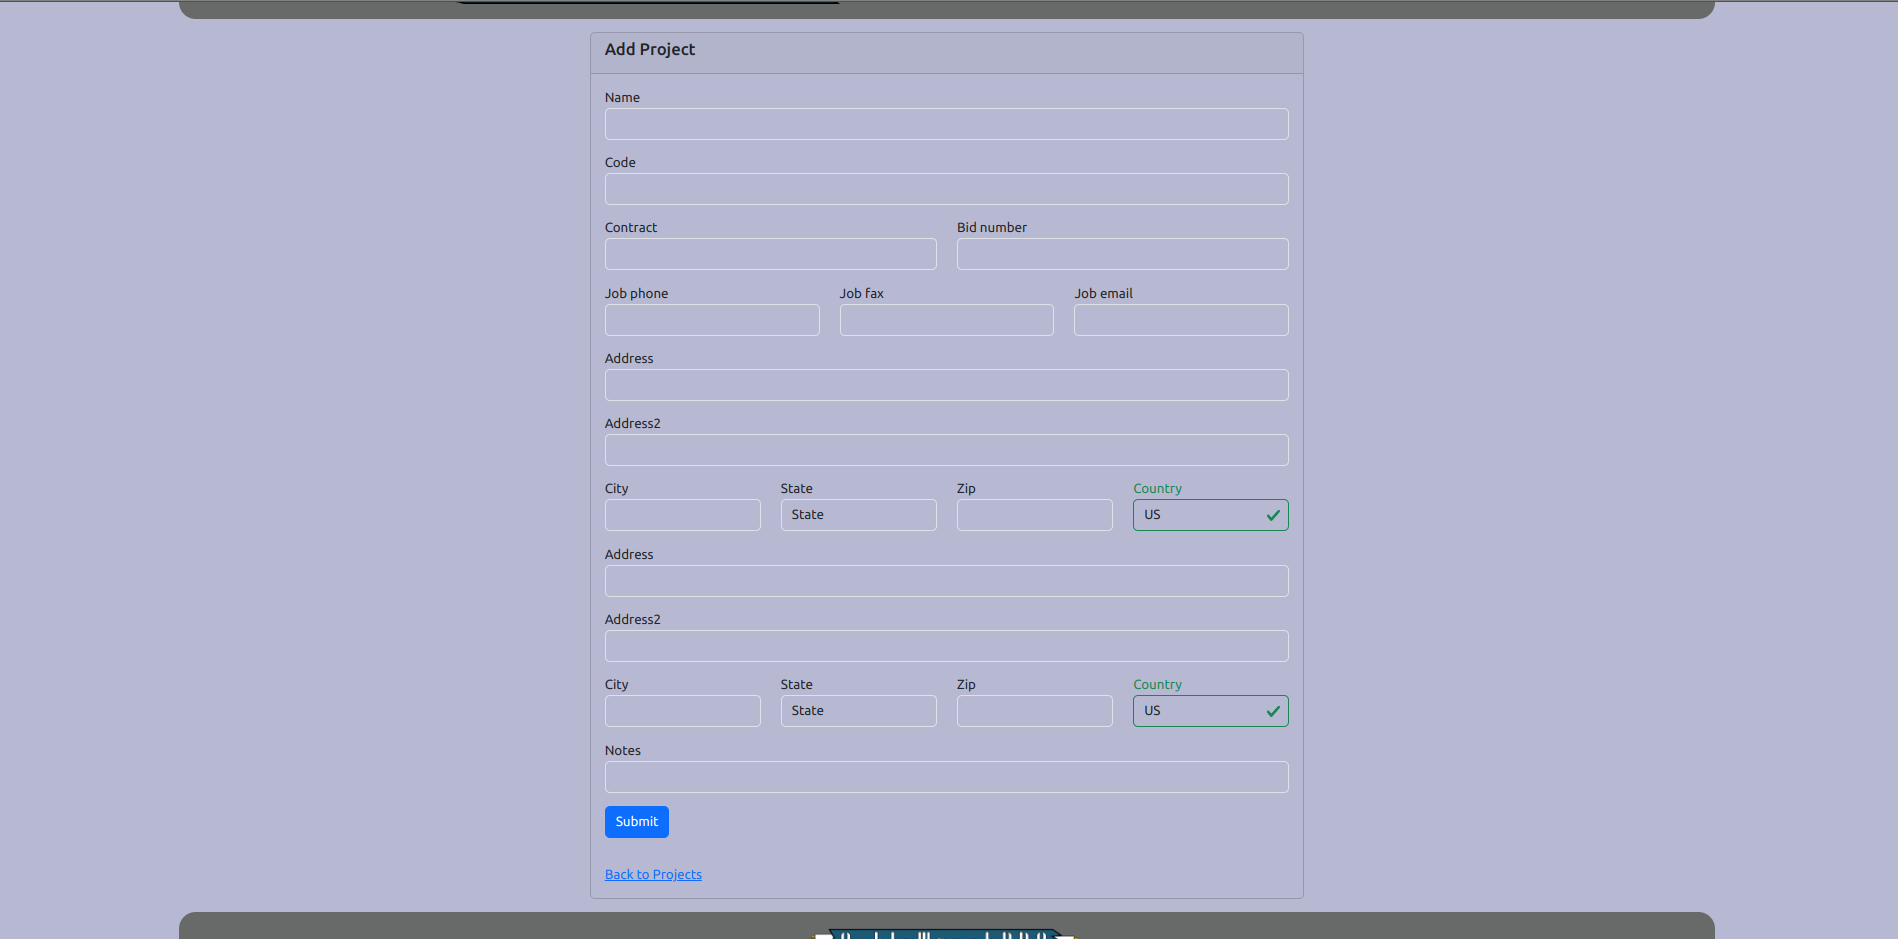 Add Project
Name
Code
Contract Bid number
Job phone Job fax Job email
Address
Address2
City State Zip Country
State US
Address
Address2
City State Zip Country
State US
Notes
Submit
Back to Projects